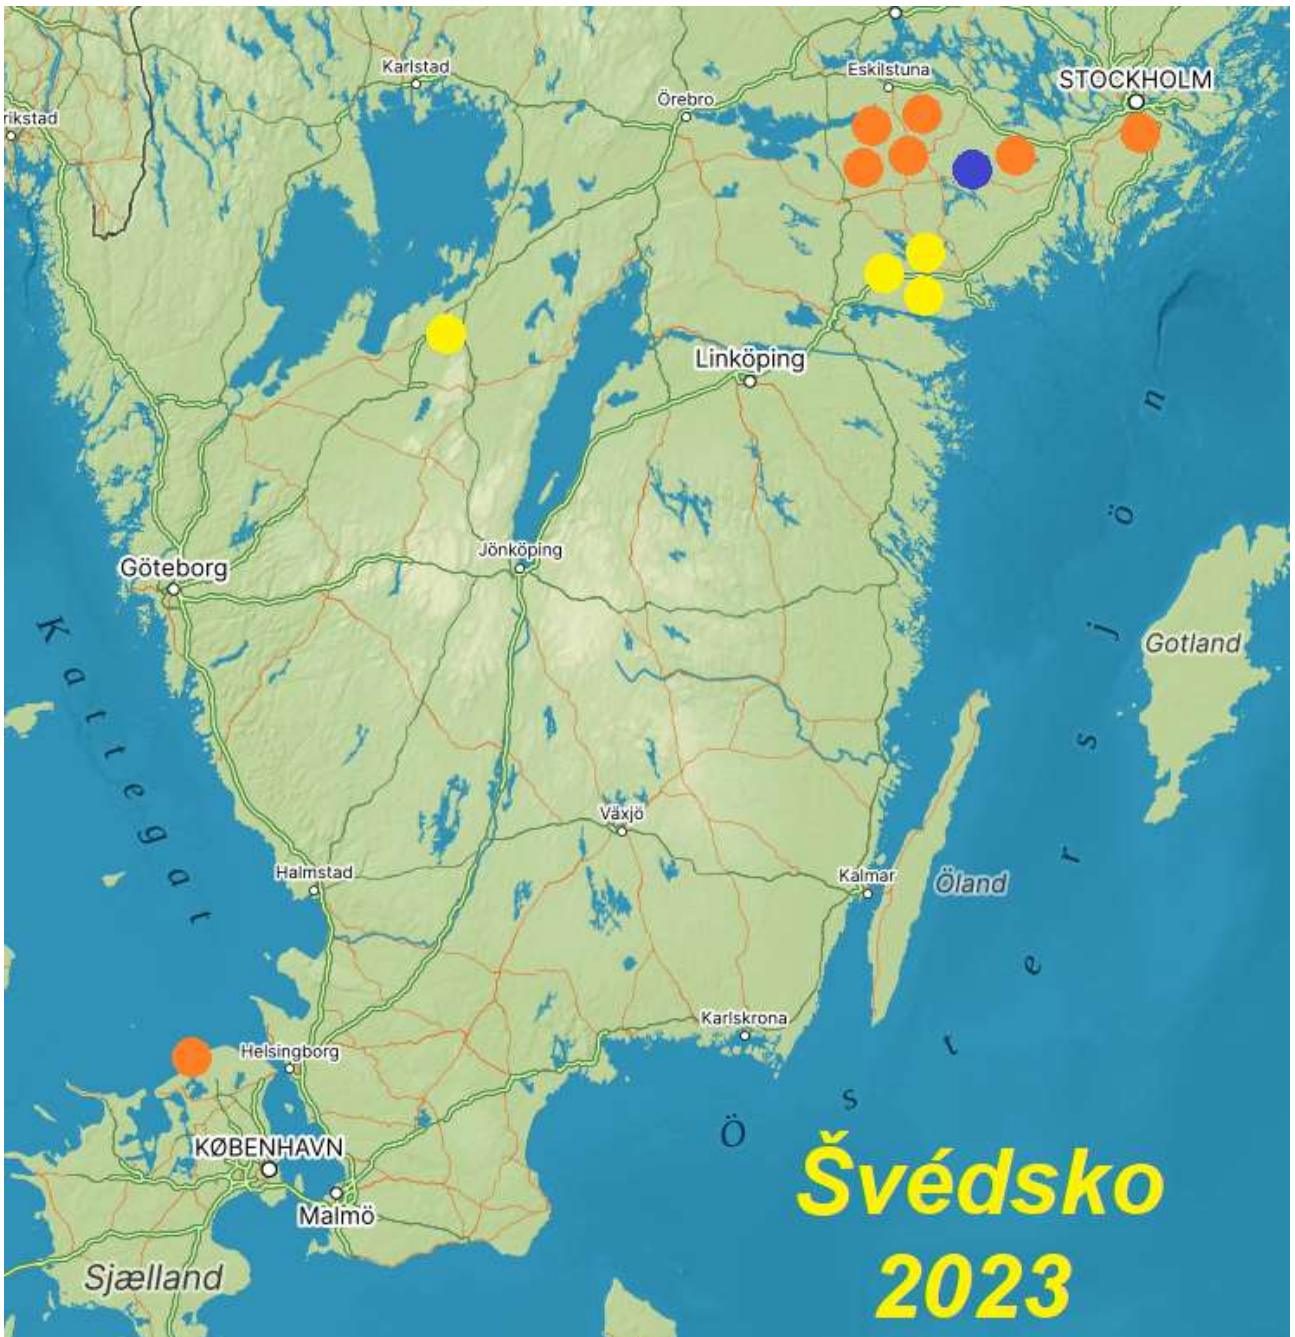 Karlstad
Eskilstuna
STOCKHOLM
Örebro
rikstad
Linköping
Jönköping
Göteborg
Kattegat
Östersjön
Gotland
Växjö
Halmstad
Kalmar
Öland
Karlskrona
Helsingborg
KØBENHAVN
Malmö
Sjælland
Švédsko
2023